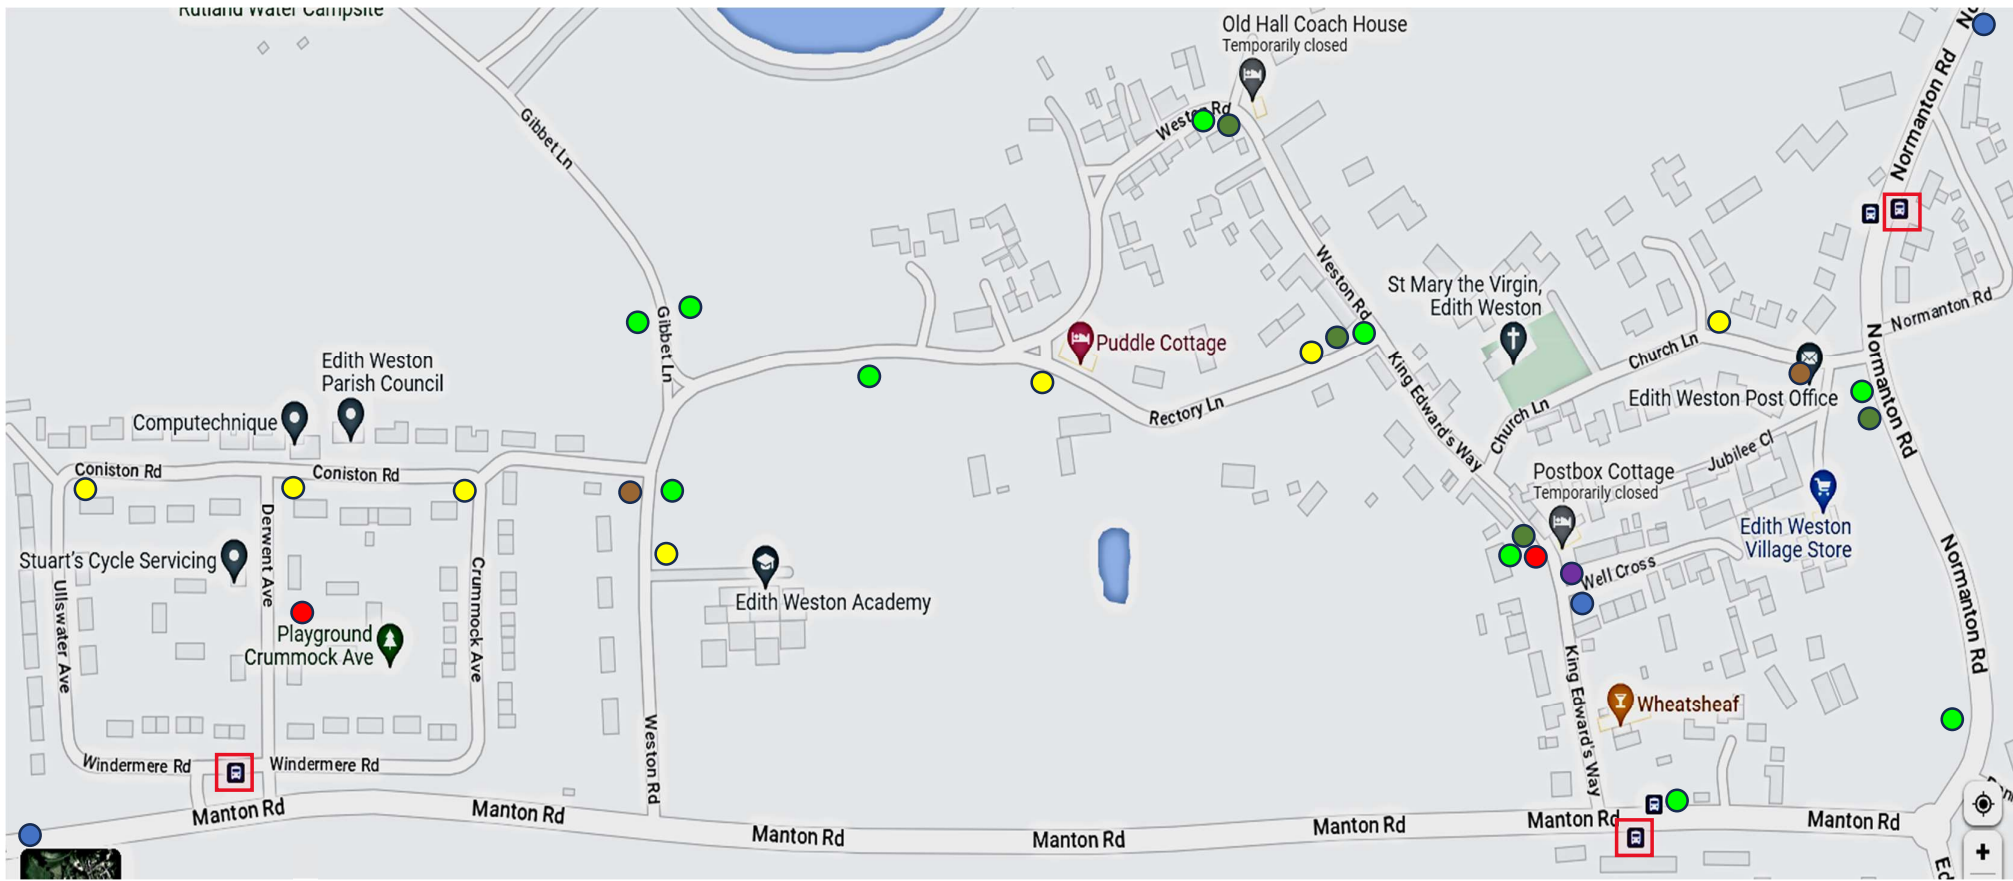 Rutland Water Campsite
Old Hall Coach House
Temporarily closed
Gibbet Ln
Weston Rd
Normanton Rd
Weston Rd
St Mary the Virgin,
Edith Weston
Gibbet Ln
Normanton Rd
Puddle Cottage
Church Ln
Normanton Rd
Edith Weston
Parish Council
Computechnique
Rectory Ln
King Edward's Way
Church Ln
Edith Weston Post Office
Coniston Rd
Coniston Rd
Jubilee Cl
Postbox Cottage
Temporarily closed
Derwent Ave
Stuart's Cycle Servicing
Crummock Ave
Ullswater Ave
Edith Weston
Village Store
Well Cross
Normanton Rd
Edith Weston Academy
Playground
Crummock Ave
King Edward's Way
Wheatsheaf
Weston Rd
Windermere Rd
Windermere Rd
Manton Rd
Manton Rd
Manton Rd
Manton Rd
Manton Rd
Manton Rd
Manton Rd